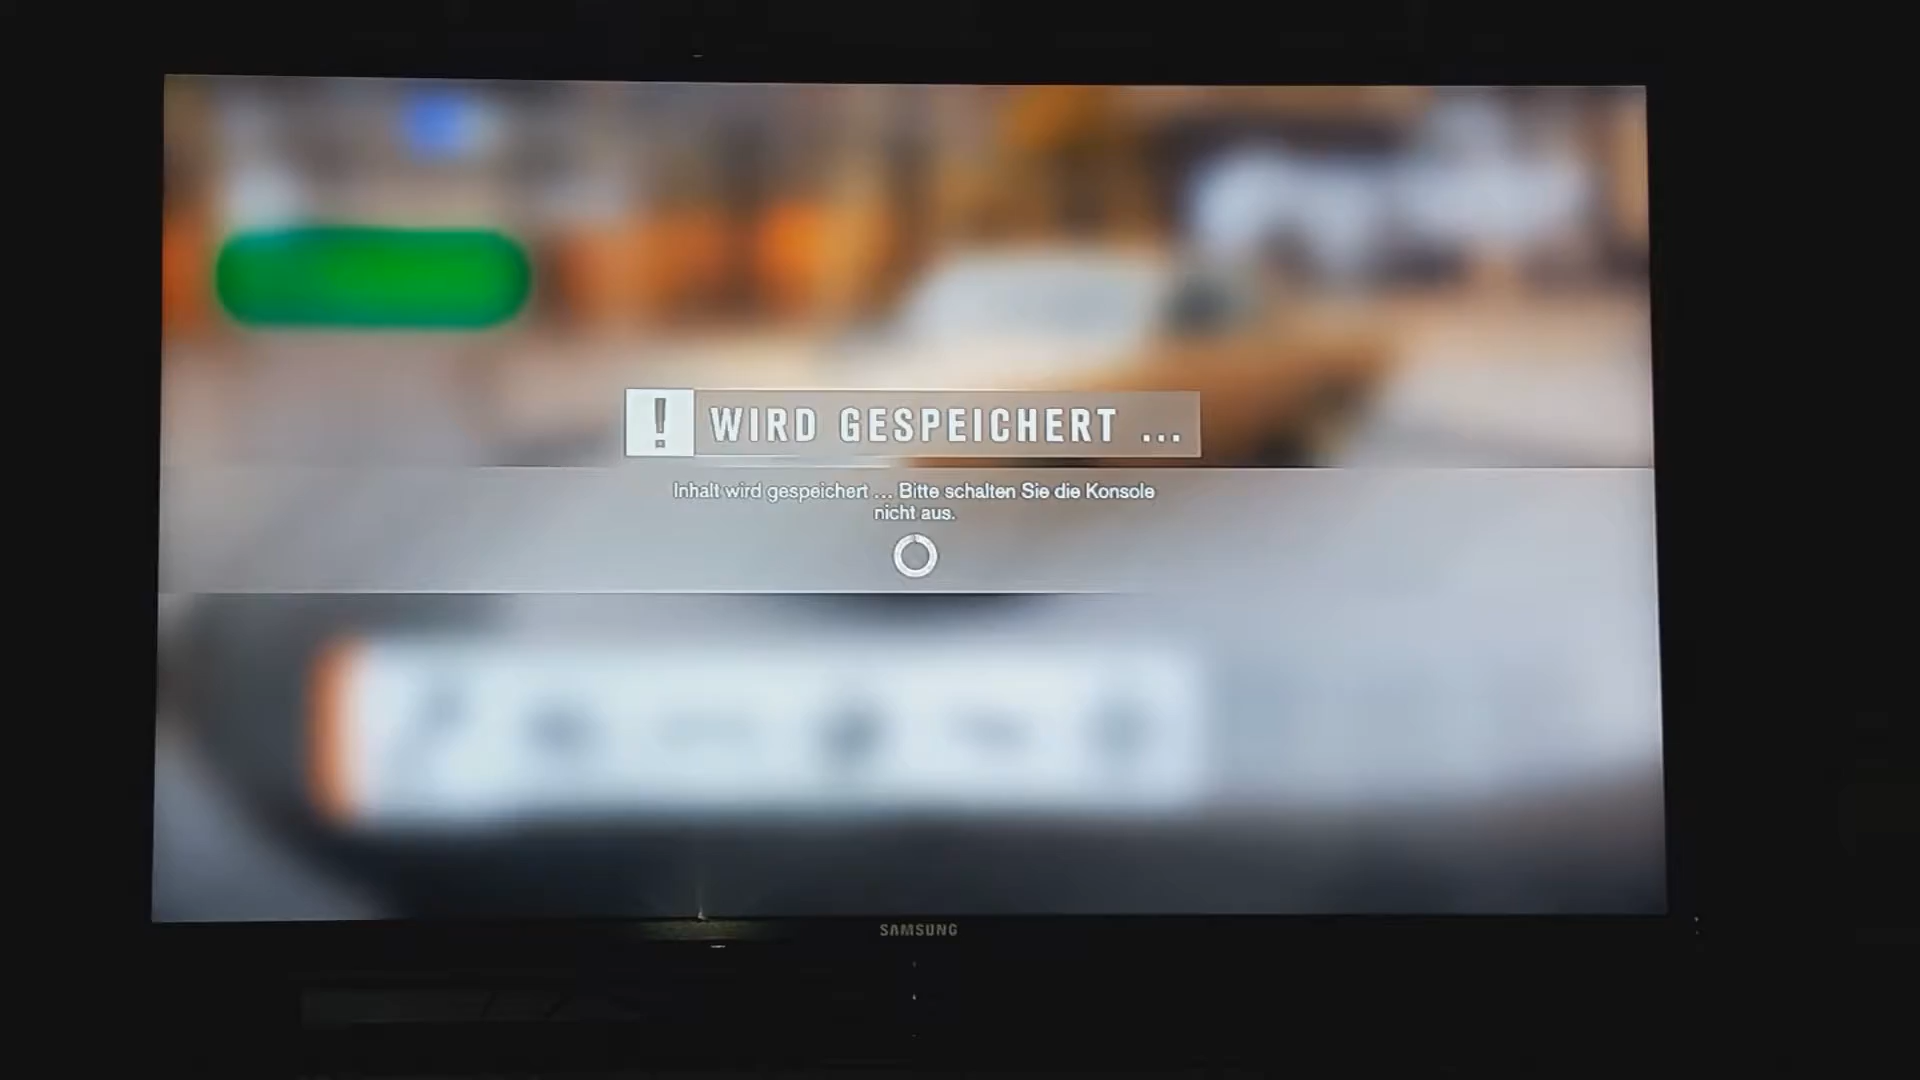 ! WIRD GESPEICHERT ...
Inhalt wird gespeichert ... Bitte schalten Sie die Konsole
nicht aus.
SAMSUNG